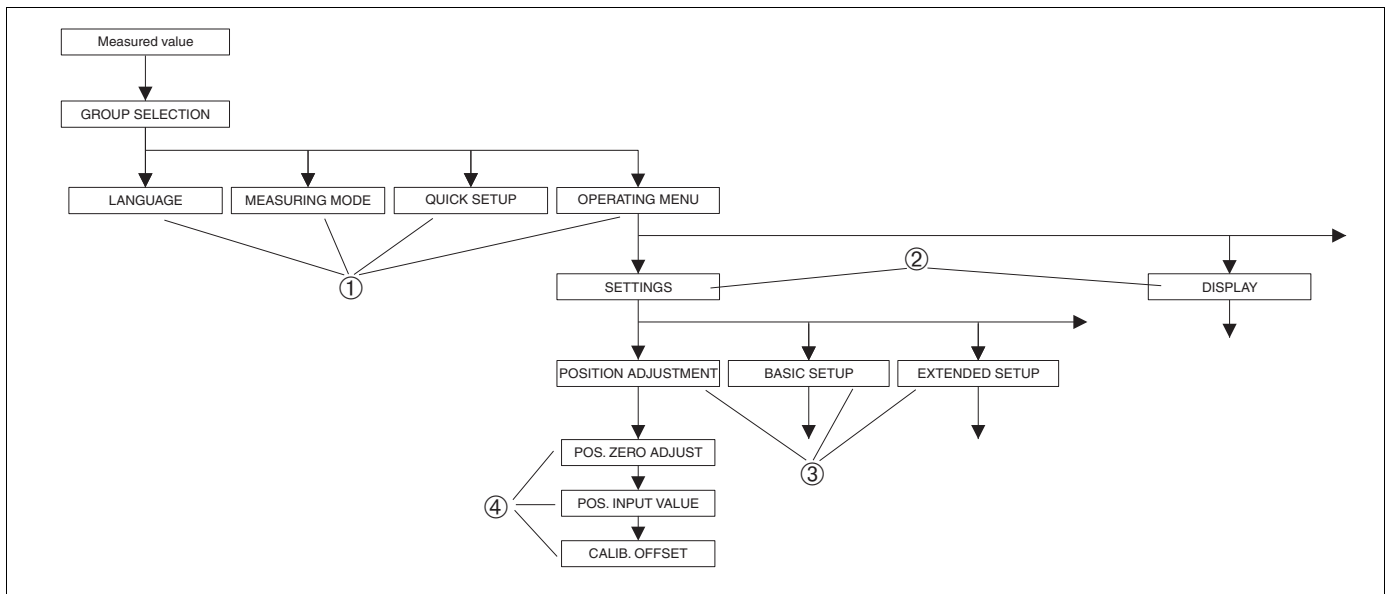 Measured value
GROUP SELECTION
LANGUAGE
MEASURING MODE
QUICK SETUP
OPERATING MENU
①
②
SETTINGS
DISPLAY
POSITION ADJUSTMENT
BASIC SETUP
EXTENDED SETUP
③
POS. ZERO ADJUST
④
POS. INPUT VALUE
CALIB. OFFSET